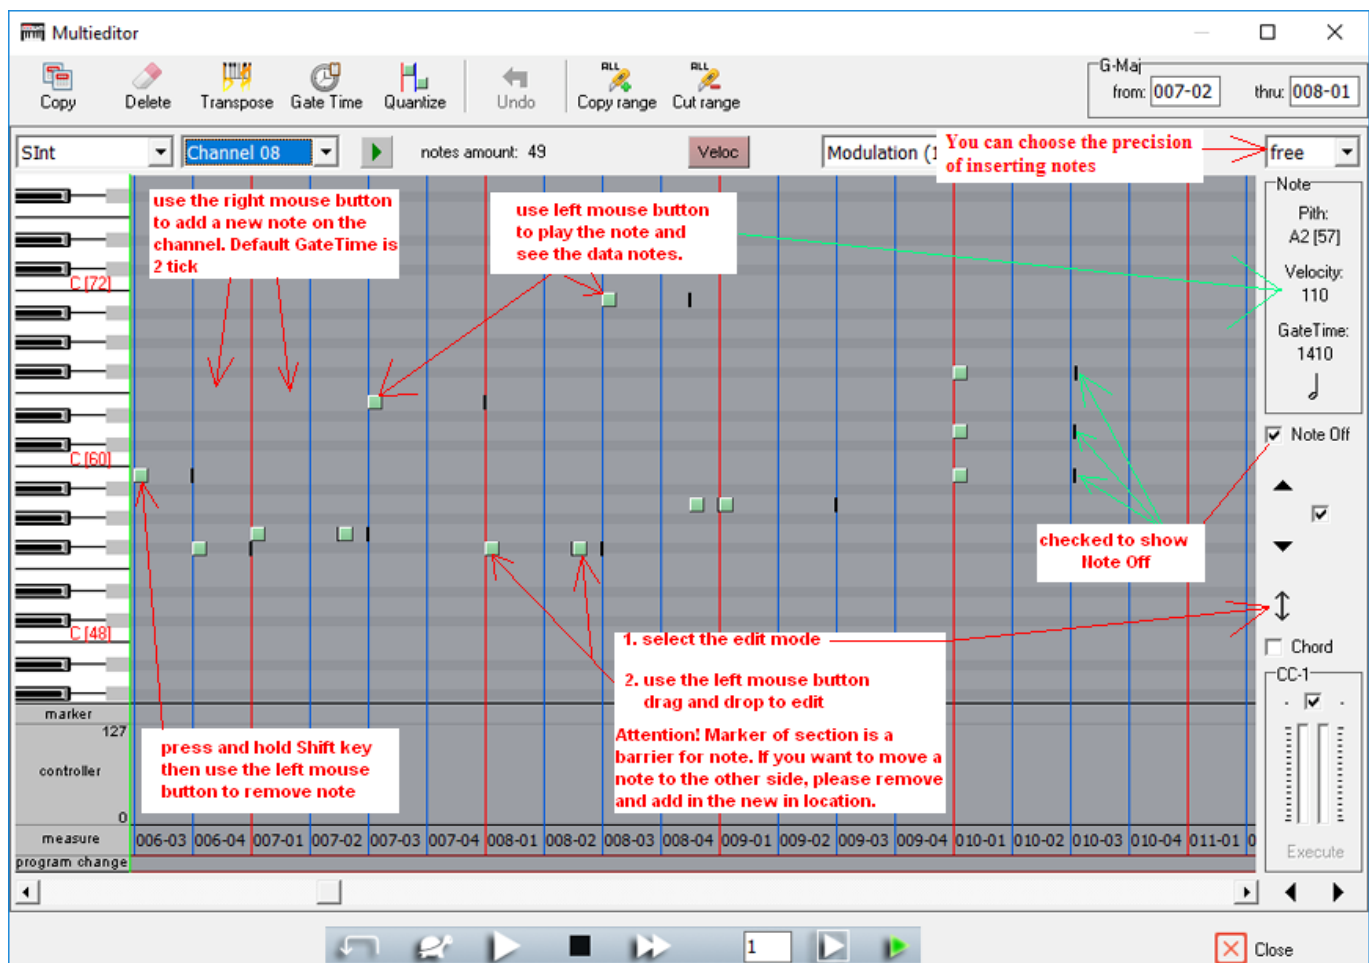 Multieditor
Copy
Delete
Transpose
Gate Time
Quantize
Undo
ALL
Copy range
ALL
Cut range
G-Maj
from: 007-02
thru: 008-01
SInt
Channel 08
notes amount: 49
Veloc
Modulation (1
You can choose the precision
of inserting notes
free
use the right mouse button
to add a new note on the
channel. Default GateTime is
2 tick
use left mouse button
to play the note and
see the data notes.
Note
Pith:
A2 [57]
Velocity:
110
GateTime:
1410
Note Off
C [72]
C [60]
C [48]
checked to show
Note Off
1. select the edit mode
2. use the left mouse button
drag and drop to edit
Attention! Marker of section is a
barrier for note. If you want to move a
note to the other side, please remove
and add in the new in location.
Chord
CC-1
marker
127
controller
0
press and hold Shift key
then use the left mouse
button to remove note
measure
006-03 006-04 007-01 007-02 007-03 007-04 008-01 008-02 008-03 008-04 009-01 009-02 009-03 009-04 010-01 010-02 010-03 010-04 011-01 0
program change
Execute
1
Close